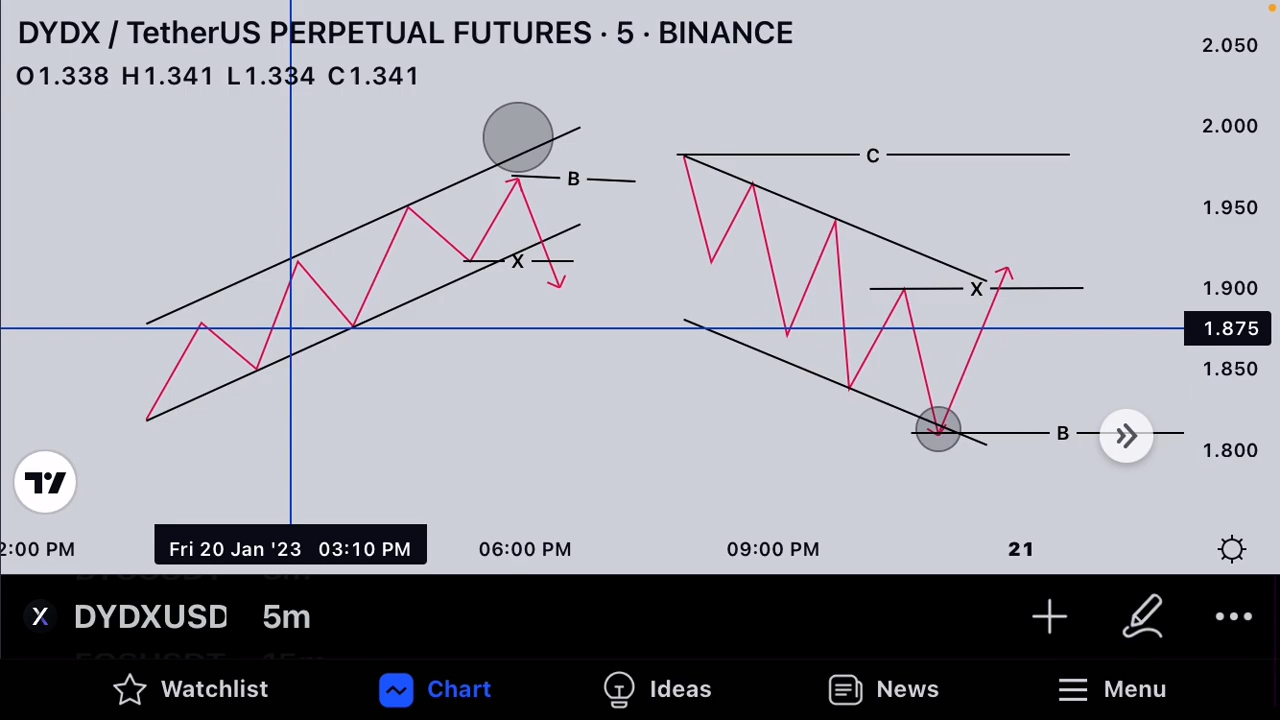 DYDX / TetherUS PERPETUAL FUTURES · 5 · BINANCE
O1.338 H1.341 L1.334 C1.341
2.050
2.000
C
B
1.950
X
X
1.900
1.875
1.850
B
1.800
2:00 PM
Fri 20 Jan '23 03:10 PM
06:00 PM
09:00 PM
21
DYDXUSD 5m
Watchlist
Chart
Ideas
News
Menu